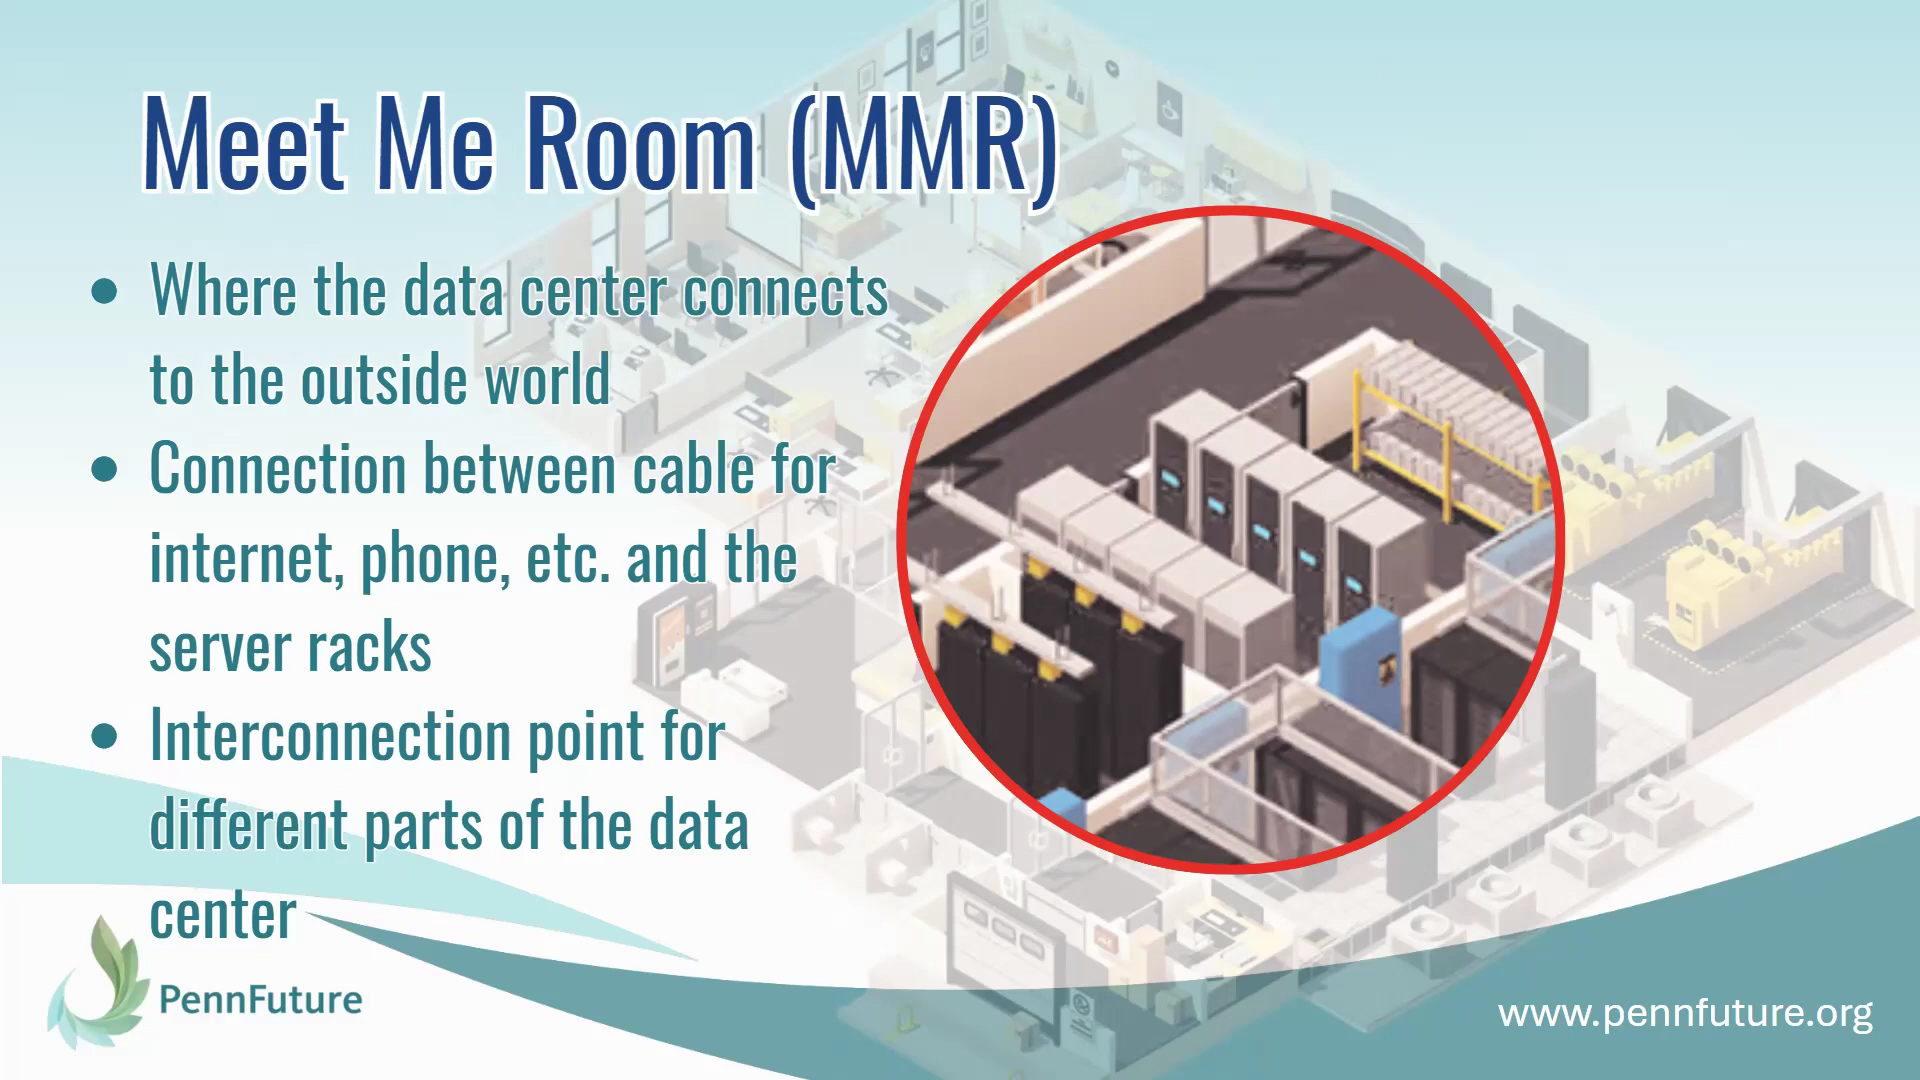 Meet Me Room (MMR)
• Where the data center connects
to the outside world
• Connection between cable for
internet, phone, etc. and the
server racks
• Interconnection point for
different parts of the data
center
PennFuture
www.pennfuture.org